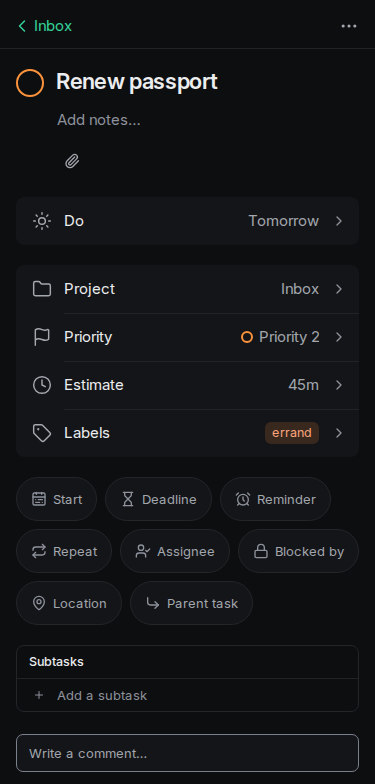 Inbox
Renew passport
Add notes...
Do Tomorrow
Project Inbox
Priority Priority 2
Estimate 45m
Labels errand
Start Deadline Reminder
Repeat Assignee Blocked by
Location Parent task
Subtasks
+ Add a subtask
Write a comment...